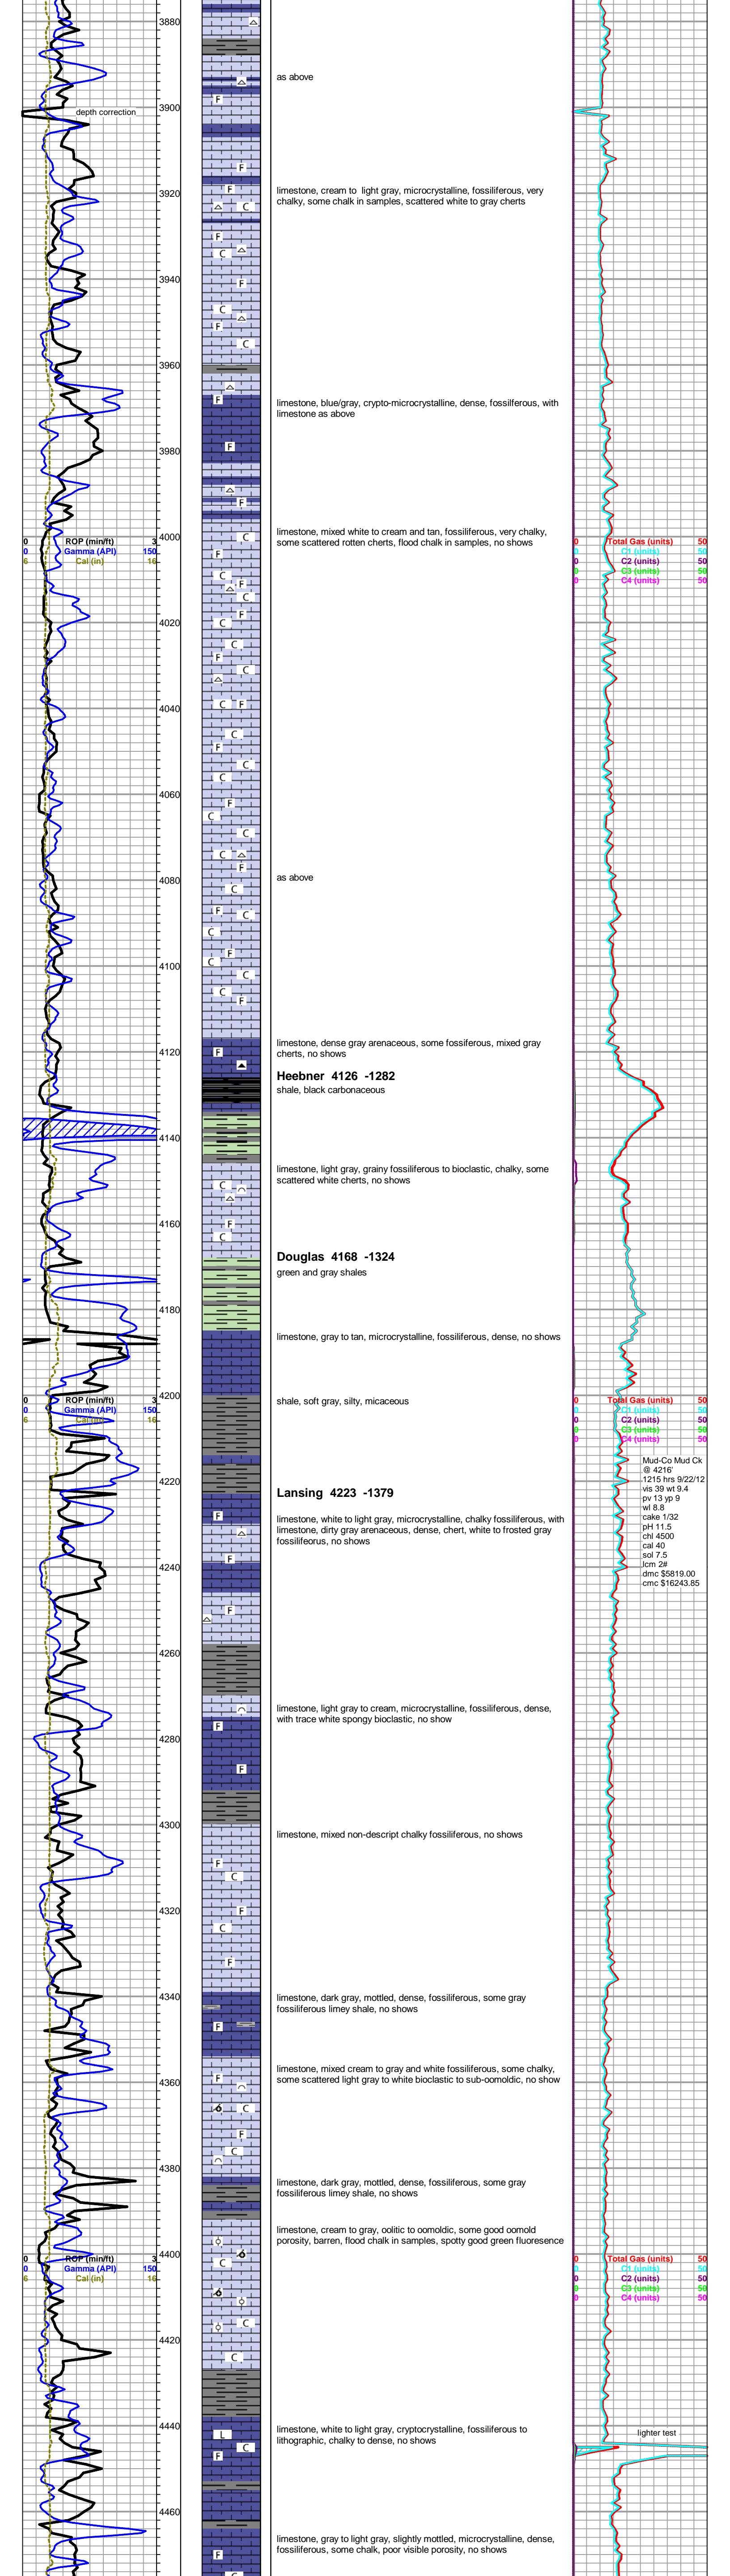 3880
as above
3900
depth correction
3920
limestone, cream to light gray, microcrystalline, fossiliferous, very
chalky, some chalk in samples, scattered white to gray cherts
3940
3960
limestone, blue/gray, crypto-microcrystalline, dense, fossilferous, with
limestone as above
3980
limestone, mixed white to cream and tan, fossiliferous, very chalky,
some scattered rotten cherts, flood chalk in samples, no shows
4000
0 ROP (min/ft) 3
0 Gamma (API) 150
6 Cal (in) 16
0 Total Gas (units) 50
0 C1 (units) 50
0 C2 (units) 50
0 C3 (units) 50
0 C4 (units) 50
4020
4040
4060
4080
as above
4100
limestone, dense gray arenaceous, some fossiferous, mixed gray
cherts, no shows
4120
Heebner 4126 -1282
shale, black carbonaceous
4140
limestone, light gray, grainy fossiliferous to bioclastic, chalky, some
scattered white cherts, no shows
4160
Douglas 4168 -1324
green and gray shales
4180
limestone, gray to tan, microcrystalline, fossiliferous, dense, no shows
4200
shale, soft gray, silty, micaceous
0 ROP (min/ft) 3
0 Gamma (API) 150
6 Cal (in) 16
0 Total Gas (units) 50
0 C1 (units) 50
0 C2 (units) 50
0 C3 (units) 50
0 C4 (units) 50
Mud-Co Mud Ck
@ 4216'
1215 hrs 9/22/12
vis 39 wt 9.4
pv 13 yp 9
wl 8.8
cake 1/32
pH 11.5
chl 4500
cal 40
sol 7.5
lcm 2#
dmc $5819.00
cmc $16243.85
4220
Lansing 4223 -1379
limestone, white to light gray, microcrystalline, chalky fossiliferous, with
limestone, dirty gray arenaceous, dense, chert, white to frosted gray
fossilifeorus, no shows
4240
4260
limestone, light gray to cream, microcrystalline, fossiliferous, dense,
with trace white spongy bioclastic, no show
4280
4300
limestone, mixed non-descript chalky fossiliferous, no shows
4320
4340
limestone, dark gray, mottled, dense, fossiliferous, some gray
fossiliferous limey shale, no shows
4360
limestone, mixed cream to gray and white fossiliferous, some chalky,
some scattered light gray to white bioclastic to sub-oomoldic, no show
4380
limestone, dark gray, mottled, dense, fossiliferous, some gray
fossiliferous limey shale, no shows
limestone, cream to gray, oolitic to oomoldic, some good oomold
porosity, barren, flood chalk in samples, spotty good green fluoresence
4400
0 ROP (min/ft) 3
0 Gamma (API) 150
6 Cal (in) 16
0 Total Gas (units) 50
0 C1 (units) 50
0 C2 (units) 50
0 C3 (units) 50
0 C4 (units) 50
4420
4440
limestone, white to light gray, cryptocrystalline, fossiliferous to
lithographic, chalky to dense, no shows
lighter test
4460
limestone, gray to light gray, slightly mottled, microcrystalline, dense,
fossiliferous, some chalk, poor visible porosity, no shows